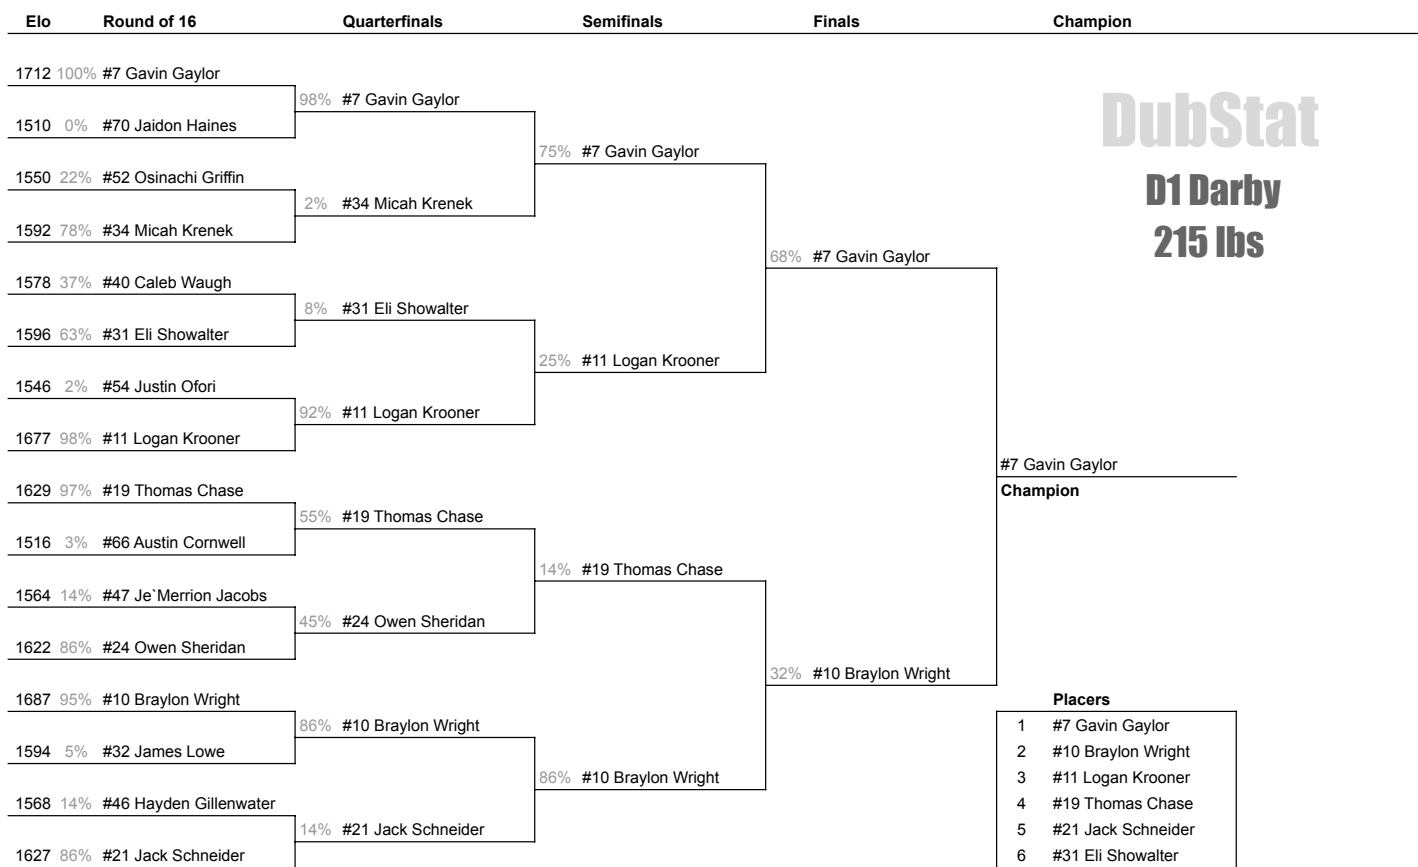 Elo Round of 16 Quarterfinals Semifinals Finals Champion
1712 100% #7 Gavin Gaylor
98% #7 Gavin Gaylor
DubStat
1510 0% #70 Jaidon Haines
75% #7 Gavin Gaylor
1550 22% #52 Osinachi Griffin
D1 Darby
2% #34 Micah Krenek
1592 78% #34 Micah Krenek
215 lbs
68% #7 Gavin Gaylor
1578 37% #40 Caleb Waugh
8% #31 Eli Showalter
1596 63% #31 Eli Showalter
25% #11 Logan Krooner
1546 2% #54 Justin Ofori
92% #11 Logan Krooner
1677 98% #11 Logan Krooner
#7 Gavin Gaylor
1629 97% #19 Thomas Chase
Champion
55% #19 Thomas Chase
1516 3% #66 Austin Cornwell
14% #19 Thomas Chase
1564 14% #47 Je`Merrion Jacobs
45% #24 Owen Sheridan
1622 86% #24 Owen Sheridan
32% #10 Braylon Wright
1687 95% #10 Braylon Wright
Placers
86% #10 Braylon Wright
1 #7 Gavin Gaylor
1594 5% #32 James Lowe
2 #10 Braylon Wright
86% #10 Braylon Wright
3 #11 Logan Krooner
1568 14% #46 Hayden Gillenwater
4 #19 Thomas Chase
14% #21 Jack Schneider
5 #21 Jack Schneider
1627 86% #21 Jack Schneider
6 #31 Eli Showalter